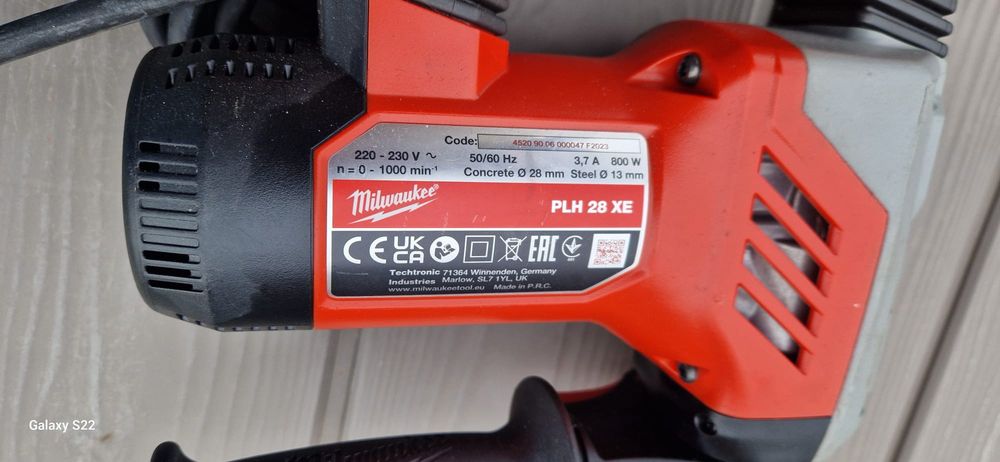 Code: 4520 90 06 000047 F2023
220 - 230 V ~ 50/60 Hz 3,7 A 800 W
n = 0 - 1000 min⁻¹ Concrete Ø 28 mm Steel Ø 13 mm
Milwaukee®
PLH 28 XE
CE UK CA EAC
Techtronic 71364 Winnenden, Germany
Industries Marlow, SL7 1YL, UK
www.milwaukeetool.eu Made in P.R.C.
Galaxy S22